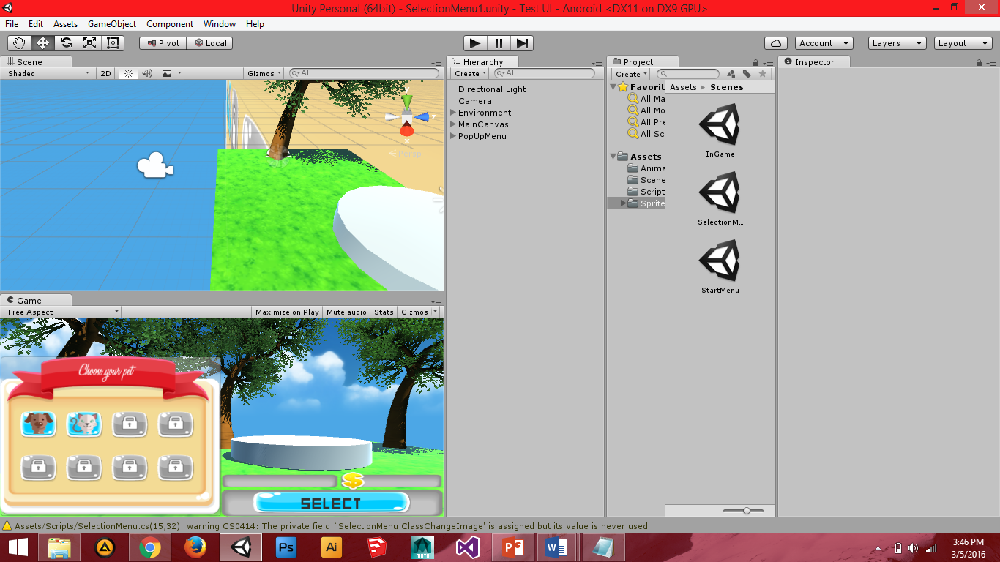 Unity Personal (64bit) - SelectionMenu1.unity - Test UI - Android <DX11 on DX9 GPU>
File Edit Assets GameObject Component Window Help
Pivot Local Account Layers Layout
Scene
Shaded 2D Gizmos All
Hierarchy
Create All
Directional Light
Camera
Environment
MainCanvas
PopUpMenu
Project
Create
Favorit
All Ma
All Mo
All Pre
All Sc
Assets
Anima
Scene
Script
Sprite
Assets Scenes
InGame
SelectionM...
StartMenu
Inspector
y
z
x
Persp
Game
Free Aspect Maximize on Play Mute audio Stats Gizmos
Choose your pet
$
SELECT
Assets/Scripts/SelectionMenu.cs(15,32): warning CS0414: The private field `SelectionMenu.ClassChangeImage' is assigned but its value is never used
Ps
Ai
MAYA
P
W
3:46 PM
3/5/2016